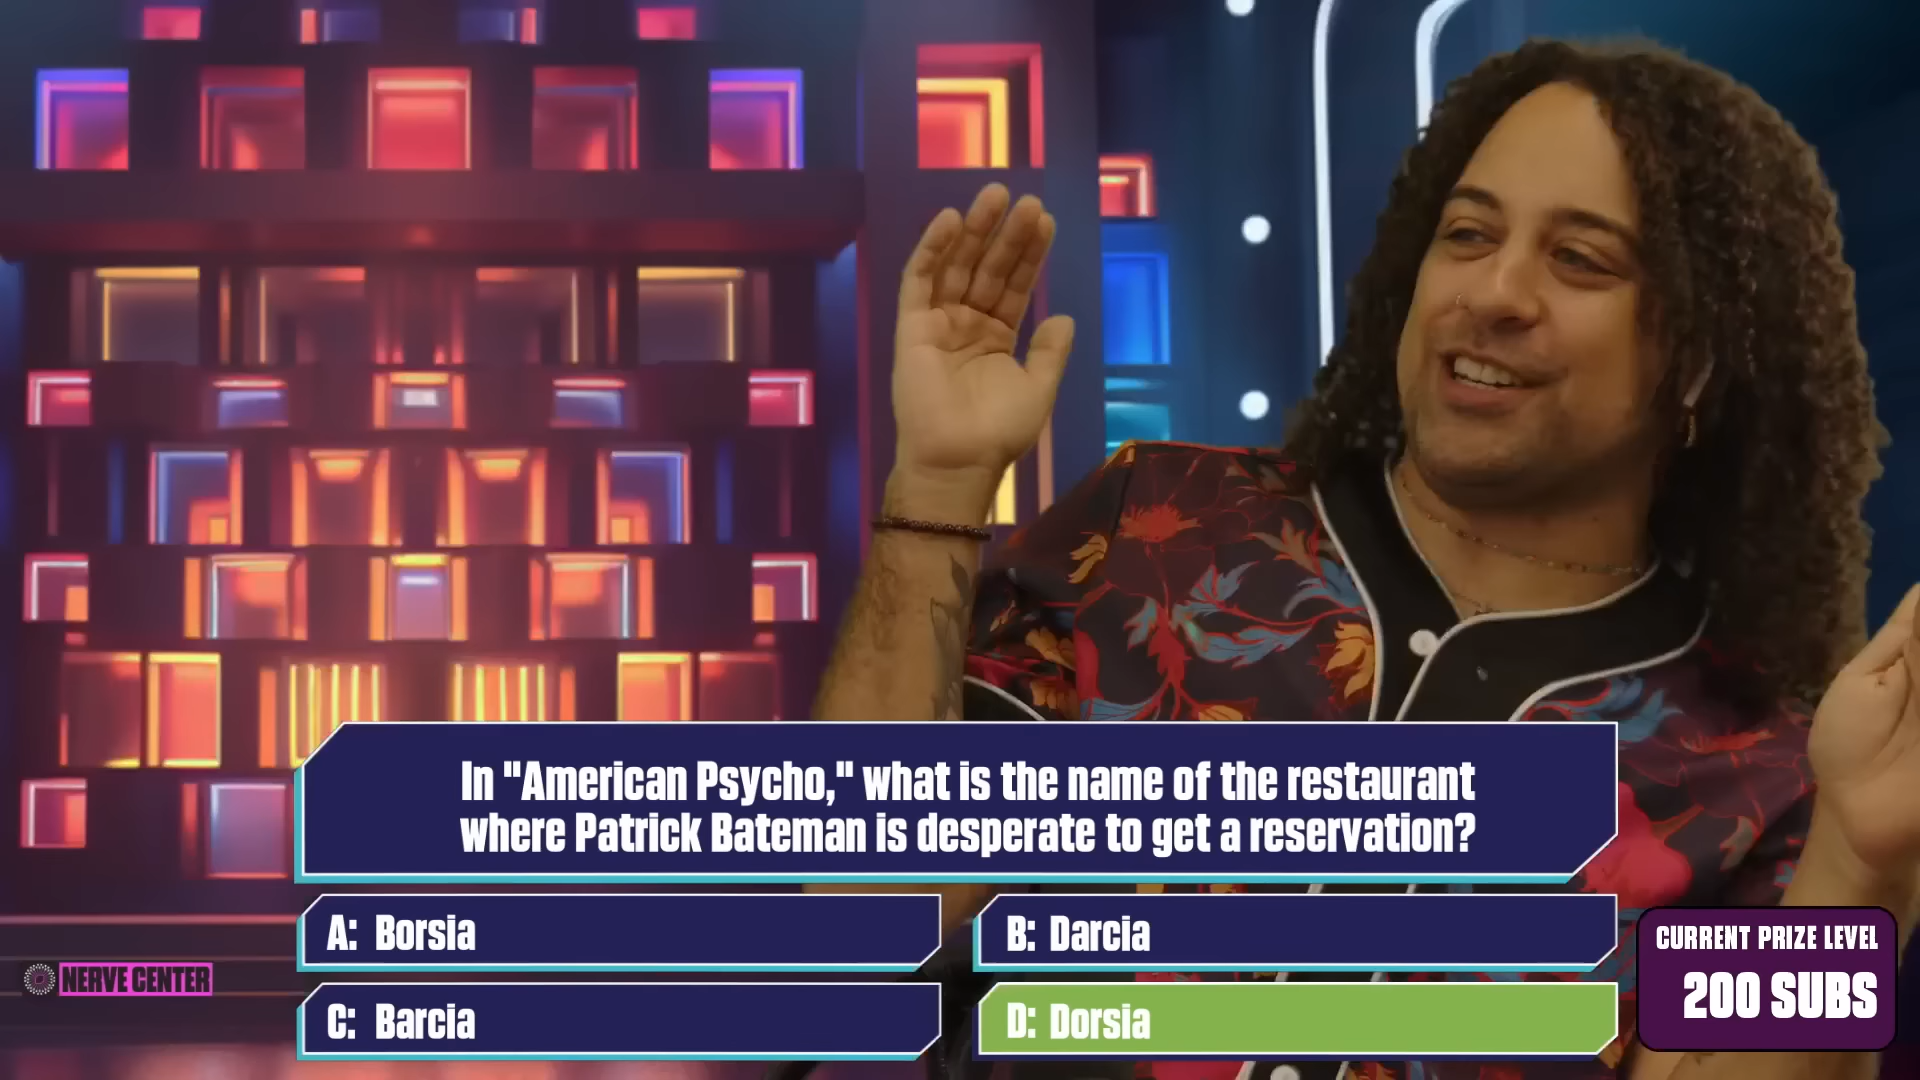 In "American Psycho," what is the name of the restaurant
where Patrick Bateman is desperate to get a reservation?
A: Borsia
B: Darcia
C: Barcia
D: Dorsia
CURRENT PRIZE LEVEL
200 SUBS
NERVE CENTER